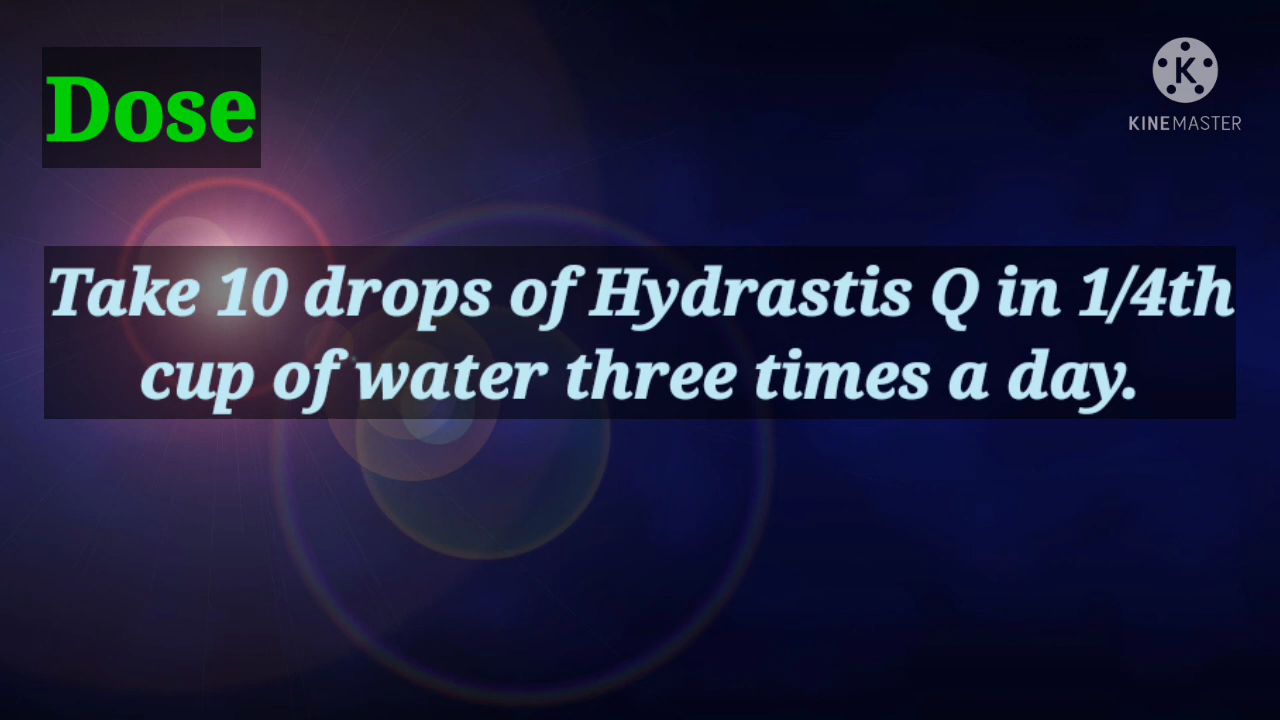 Dose
K
KINEMASTER
Take 10 drops of Hydrastis Q in 1/4th
cup of water three times a day.